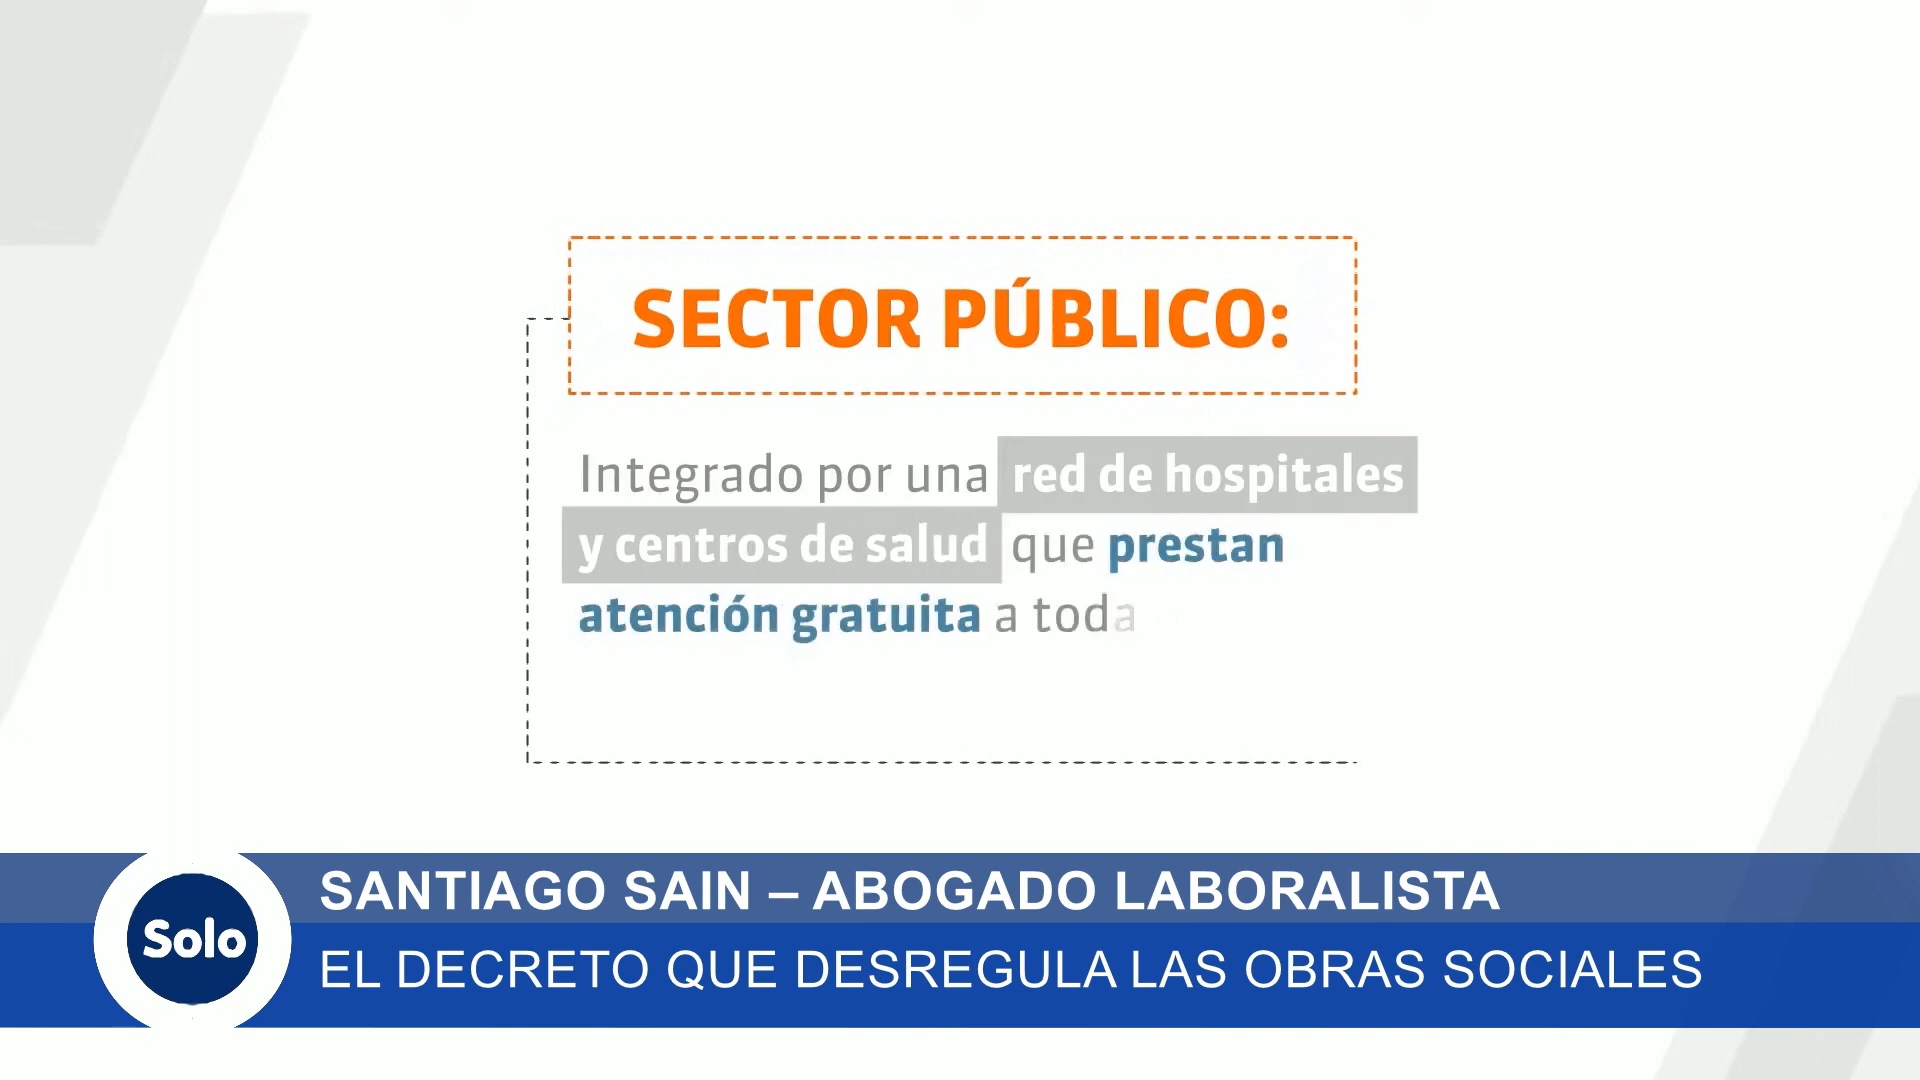 SECTOR PÚBLICO:
Integrado por una red de hospitales
y centros de salud que prestan
atención gratuita a toda
SANTIAGO SAIN – ABOGADO LABORALISTA
Solo
EL DECRETO QUE DESREGULA LAS OBRAS SOCIALES